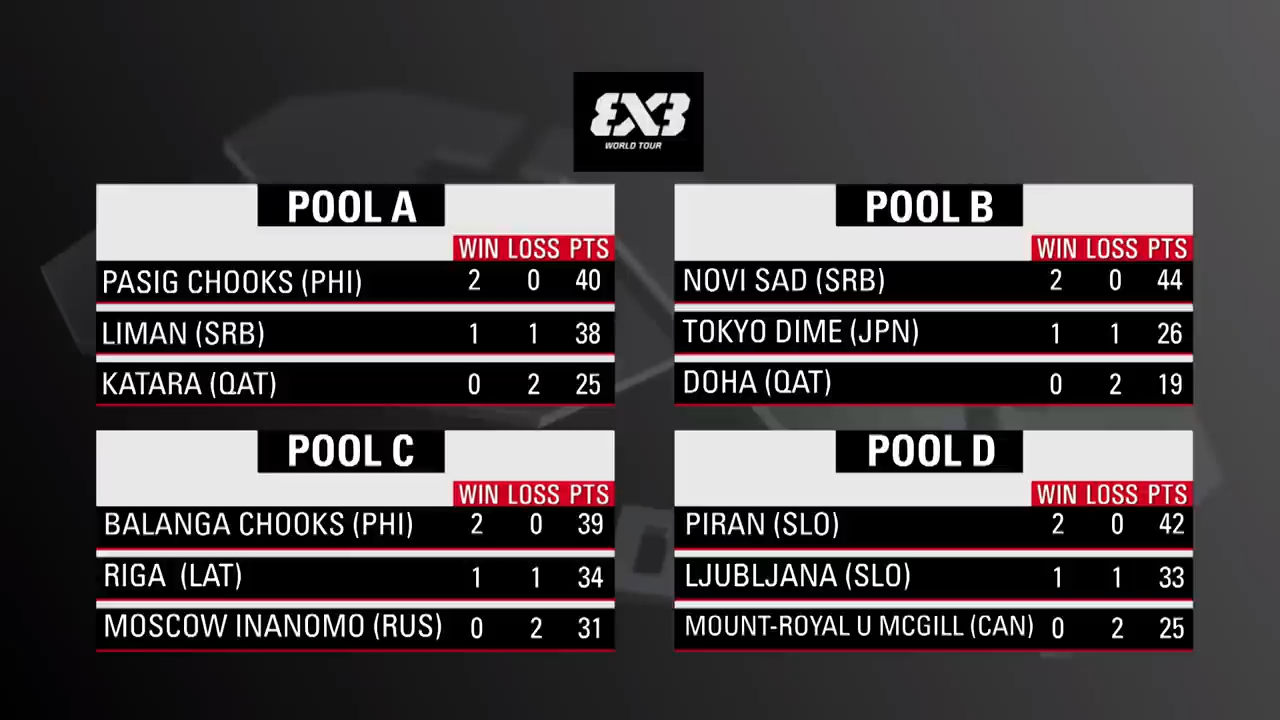 3X3
WORLD TOUR
POOL A
WIN LOSS PTS
PASIG CHOOKS (PHI) 2 0 40
LIMAN (SRB) 1 1 38
KATARA (QAT) 0 2 25
POOL B
WIN LOSS PTS
NOVI SAD (SRB) 2 0 44
TOKYO DIME (JPN) 1 1 26
DOHA (QAT) 0 2 19
POOL C
WIN LOSS PTS
BALANGA CHOOKS (PHI) 2 0 39
RIGA (LAT) 1 1 34
MOSCOW INANOMO (RUS) 0 2 31
POOL D
WIN LOSS PTS
PIRAN (SLO) 2 0 42
LJUBLJANA (SLO) 1 1 33
MOUNT-ROYAL U MCGILL (CAN) 0 2 25